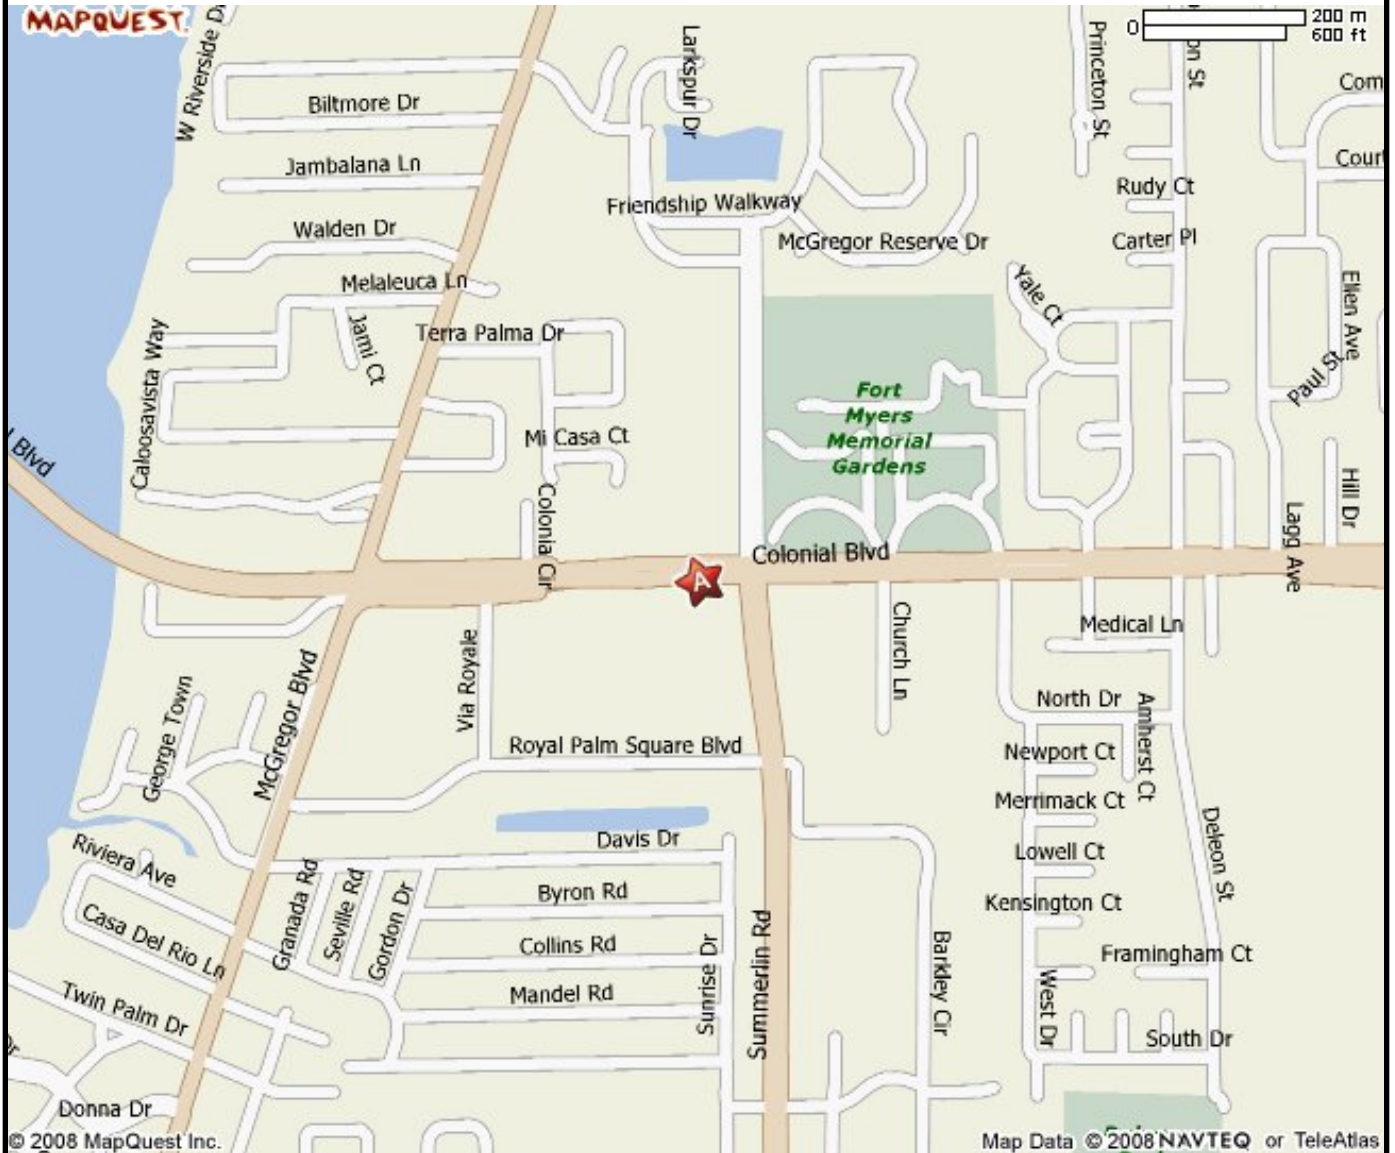 MAPQUEST.
0
200 m
600 ft
W Riverside Dr
Larkspur Dr
Princeton St
on St
Com
Biltmore Dr
Jambalana Ln
Court
Rudy Ct
Friendship Walkway
Walden Dr
McGregor Reserve Dr
Carter Pl
Melaleuca Ln
Yale Ct
Ellen Ave
Caloosavista Way
Jami Ct
Terra Palma Dr
Paul St
Fort
Myers
Memorial
Gardens
Mi Casa Ct
l Blvd
Colonia Cir
Hill Dr
Lagg Ave
Colonial Blvd
A
Church Ln
Medical Ln
Via Royale
McGregor Blvd
George Town
North Dr
Amherst Ct
Royal Palm Square Blvd
Newport Ct
Merrimack Ct
Davis Dr
Deleon St
Riviera Ave
Lowell Ct
Granada Rd
Seville Rd
Gordon Dr
Byron Rd
Kensington Ct
Casa Del Rio Ln
Collins Rd
Sunrise Dr
Summerlin Rd
Barkley Cir
Framingham Ct
Twin Palm Dr
Mandel Rd
West Dr
South Dr
Dr
Donna Dr
© 2008 MapQuest Inc.
Map Data © 2008 NAVTEQ or TeleAtlas